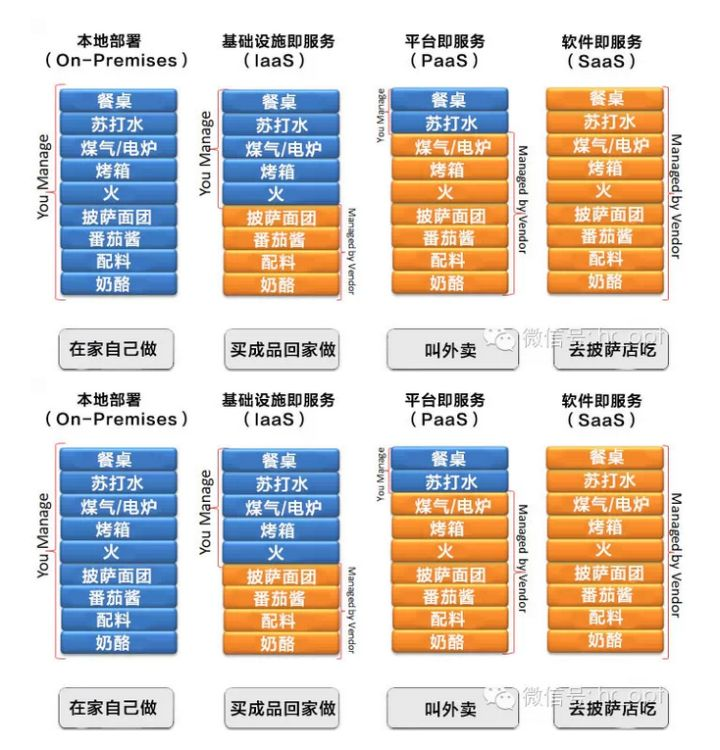 本地部署
（On-Premises）
You Manage
餐桌
苏打水
煤气/电炉
烤箱
火
披萨面团
番茄酱
配料
奶酪
在家自己做
基础设施即服务
（IaaS）
You Manage
餐桌
苏打水
煤气/电炉
烤箱
火
披萨面团
番茄酱
配料
奶酪
Managed by Vendor
买成品回家做
平台即服务
（PaaS）
You Manage
餐桌
苏打水
煤气/电炉
烤箱
火
披萨面团
番茄酱
配料
奶酪
Managed by Vendor
叫外卖
软件即服务
（SaaS）
餐桌
苏打水
煤气/电炉
烤箱
火
披萨面团
番茄酱
配料
奶酪
Managed by Vendor
去披萨店吃
微信号:
本地部署
（On-Premises）
You Manage
餐桌
苏打水
煤气/电炉
烤箱
火
披萨面团
番茄酱
配料
奶酪
在家自己做
基础设施即服务
（IaaS）
You Manage
餐桌
苏打水
煤气/电炉
烤箱
火
披萨面团
番茄酱
配料
奶酪
Managed by Vendor
买成品回家做
平台即服务
（PaaS）
You Manage
餐桌
苏打水
煤气/电炉
烤箱
火
披萨面团
番茄酱
配料
奶酪
Managed by Vendor
叫外卖
软件即服务
（SaaS）
餐桌
苏打水
煤气/电炉
烤箱
火
披萨面团
番茄酱
配料
奶酪
Managed by Vendor
去披萨店吃
微信号: